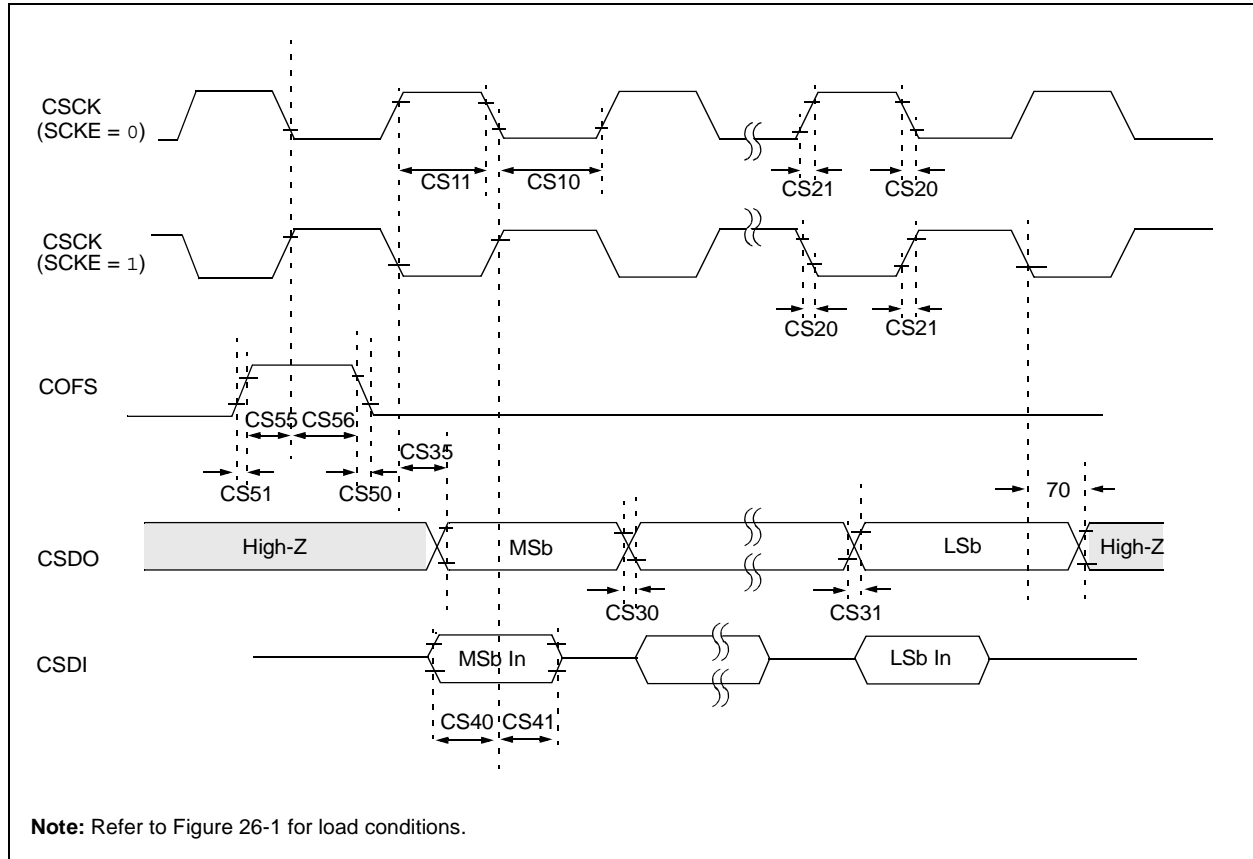 CSCK
(SCKE = 0)
CS11
CS10
CS21
CS20
CSCK
(SCKE = 1)
CS20
CS21
COFS
CS55
CS56
CS35
CS51
CS50
70
CSDO
High-Z
MSb
LSb
High-Z
CS30
CS31
CSDI
MSb In
LSb In
CS40
CS41
Note: Refer to Figure 26-1 for load conditions.